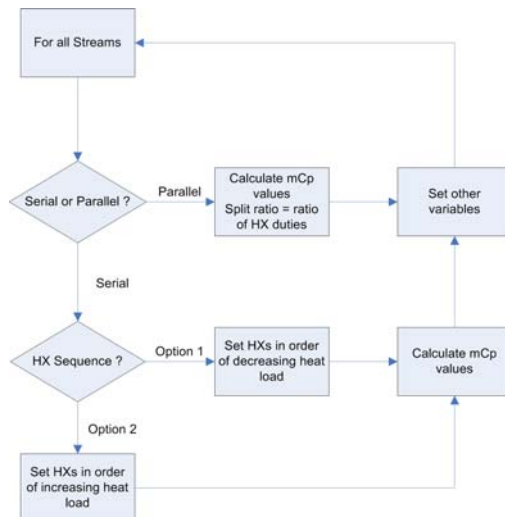 For all Streams
Serial or Parallel ?
Parallel
Calculate mCp
values
Split ratio = ratio
of HX duties
Set other
variables
Serial
HX Sequence ?
Option 1
Set HXs in order
of decreasing heat
load
Calculate mCp
values
Option 2
Set HXs in order
of increasing heat
load